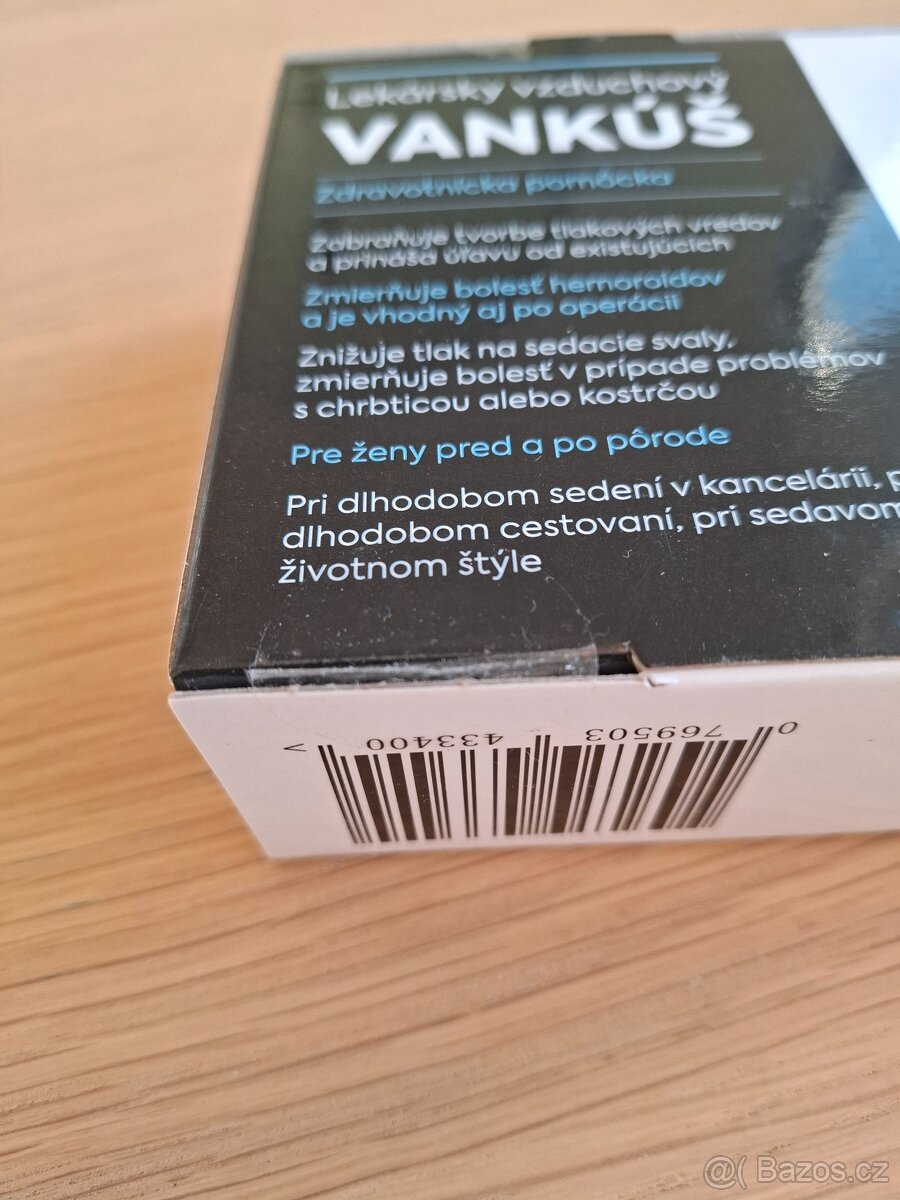 Lekársky vzduchový
VANKÚŠ
Zdravotnícka pomôcka
Zabraňuje tvorbe tlakových vredov
a prináša úľavu od existujúcich
Zmierňuje bolesť hemoroidov
a je vhodný aj po operácii
Znižuje tlak na sedacie svaly,
zmierňuje bolesť v prípade problémov
s chrbticou alebo kostrčou
Pre ženy pred a po pôrode
Pri dlhodobom sedení v kancelárii, p
dlhodobom cestovaní, pri sedavom
životnom štýle
0 769503 433400 >
@( Bazos.cz